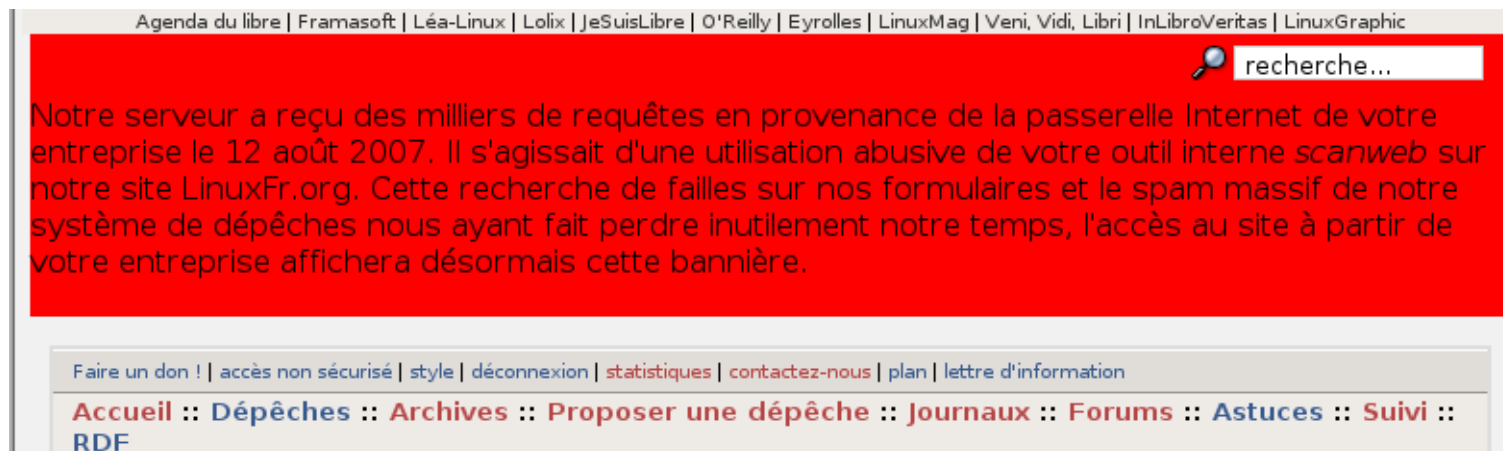 Agenda du libre | Framasoft | Léa-Linux | Lolix | JeSuisLibre | O'Reilly | Eyrolles | LinuxMag | Veni, Vidi, Libri | InLibroVeritas | LinuxGraphic
recherche...
Notre serveur a reçu des milliers de requêtes en provenance de la passerelle Internet de votre
entreprise le 12 août 2007. Il s'agissait d'une utilisation abusive de votre outil interne scanweb sur
notre site LinuxFr.org. Cette recherche de failles sur nos formulaires et le spam massif de notre
système de dépêches nous ayant fait perdre inutilement notre temps, l'accès au site à partir de
votre entreprise affichera désormais cette bannière.
Faire un don ! | accès non sécurisé | style | déconnexion | statistiques | contactez-nous | plan | lettre d'information
Accueil :: Dépêches :: Archives :: Proposer une dépêche :: Journaux :: Forums :: Astuces :: Suivi ::
RDF